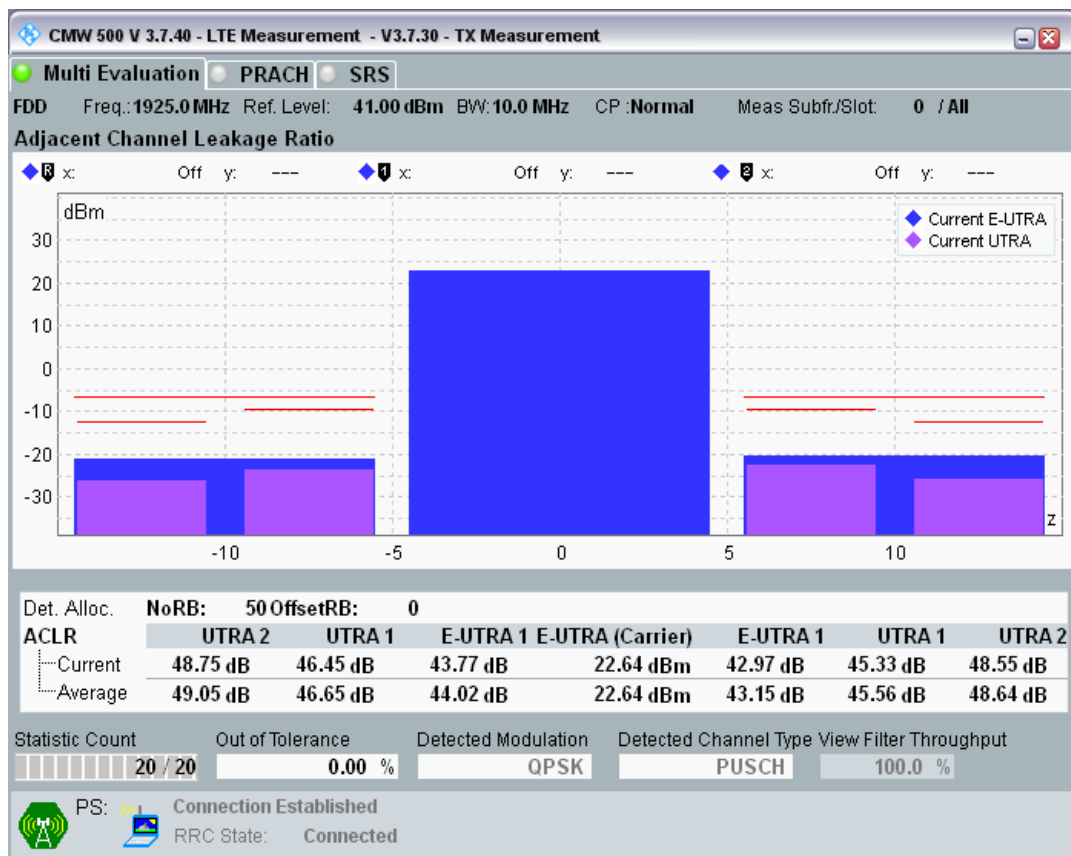 CMW 500 V 3.7.40 - LTE Measurement - V3.7.30 - TX Measurement
Multi Evaluation PRACH SRS
FDD Freq.: 1925.0 MHz Ref. Level: 41.00 dBm BW: 10.0 MHz CP : Normal Meas Subfr./Slot: 0 / All
Adjacent Channel Leakage Ratio
R x: Off y: --- 1 x: Off y: --- 2 x: Off y: ---
dBm
Current E-UTRA
Current UTRA
30
20
10
0
-10
-20
-30
z
-10 -5 0 5 10
Det. Alloc. NoRB: 50 OffsetRB: 0
ACLR UTRA 2 UTRA 1 E-UTRA 1 E-UTRA (Carrier) E-UTRA 1 UTRA 1 UTRA 2
Current 48.75 dB 46.45 dB 43.77 dB 22.64 dBm 42.97 dB 45.33 dB 48.55 dB
Average 49.05 dB 46.65 dB 44.02 dB 22.64 dBm 43.15 dB 45.56 dB 48.64 dB
Statistic Count Out of Tolerance Detected Modulation Detected Channel Type View Filter Throughput
20 / 20 0.00 % QPSK PUSCH 100.0 %
PS: Connection Established
RRC State: Connected